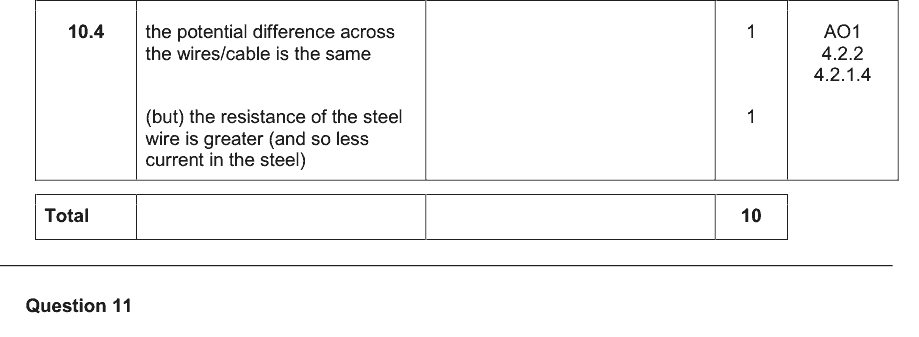 10.4 the potential difference across 1 AO1
the wires/cable is the same 4.2.2
4.2.1.4
(but) the resistance of the steel 1
wire is greater (and so less
current in the steel)
Total 10
Question 11